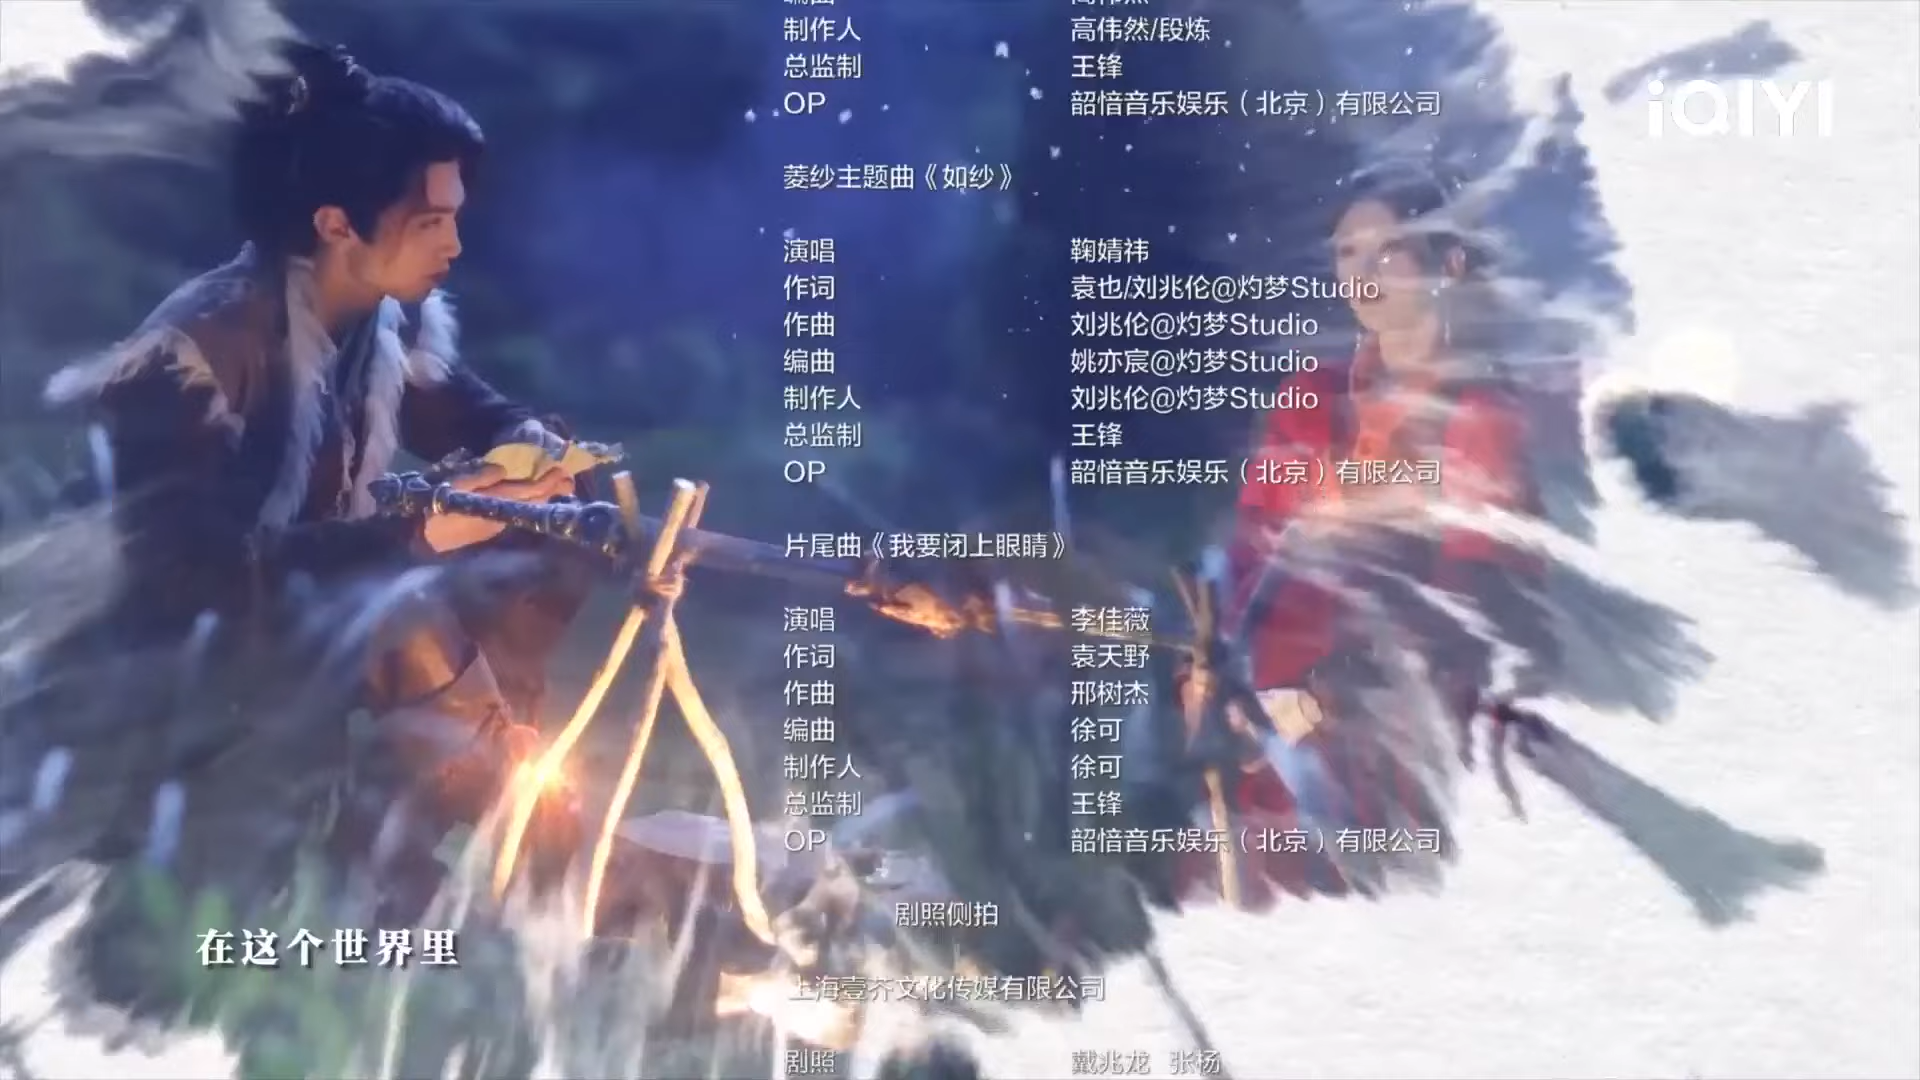 制作人 高伟然/段炼
总监制 王锋
OP 韶愔音乐娱乐（北京）有限公司
iQIYI
菱纱主题曲《如纱》
演唱 鞠婧祎
作词 袁也/刘兆伦@灼梦Studio
作曲 刘兆伦@灼梦Studio
编曲 姚亦宸@灼梦Studio
制作人 刘兆伦@灼梦Studio
总监制 王锋
OP 韶愔音乐娱乐（北京）有限公司
片尾曲《我要闭上眼睛》
演唱 李佳薇
作词 袁天野
作曲 邢树杰
编曲 徐可
制作人 徐可
总监制 王锋
OP 韶愔音乐娱乐（北京）有限公司
剧照侧拍
在这个世界里
上海壹芥文化传媒有限公司
剧照 戴兆龙 张杨